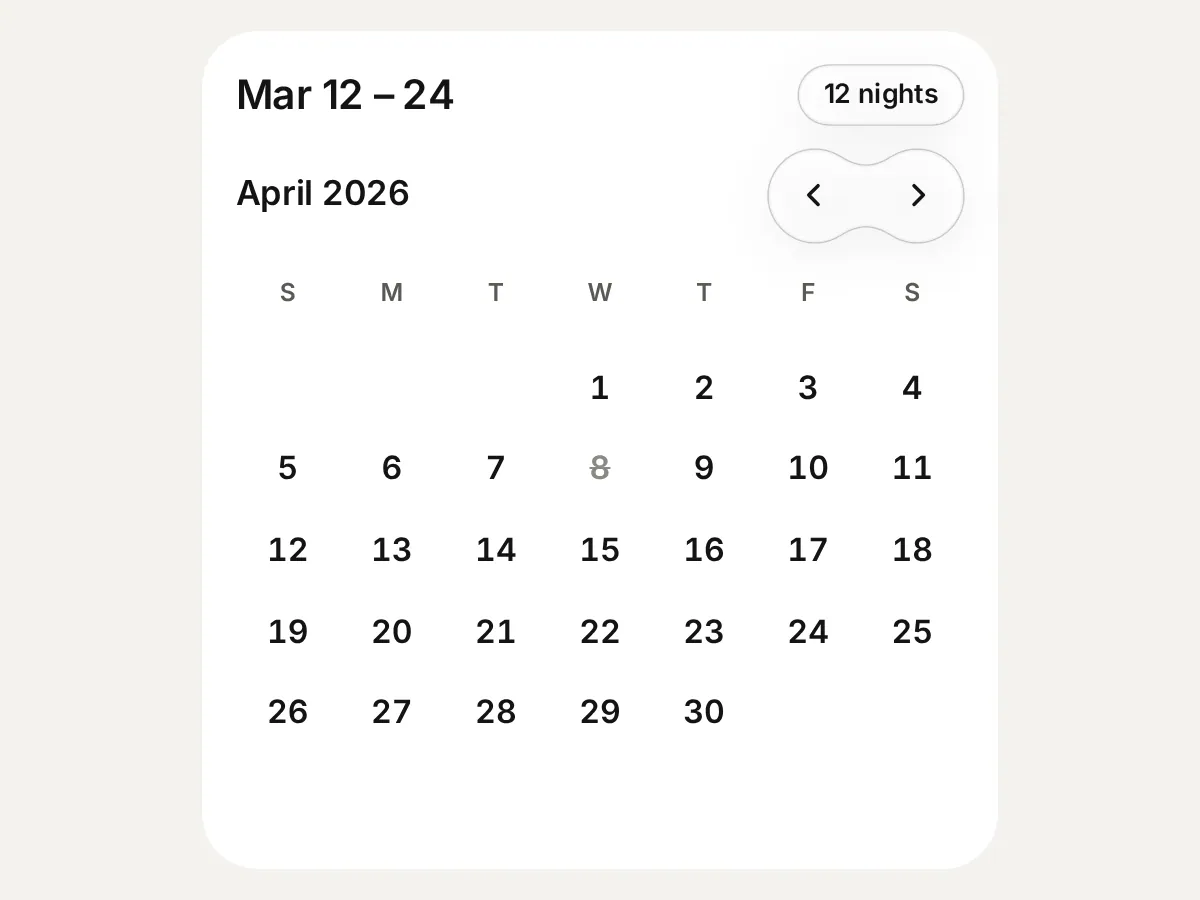 Mar 12 – 24
12 nights
April 2026
S M T W T F S
1 2 3 4
5 6 7 8 9 10 11
12 13 14 15 16 17 18
19 20 21 22 23 24 25
26 27 28 29 30